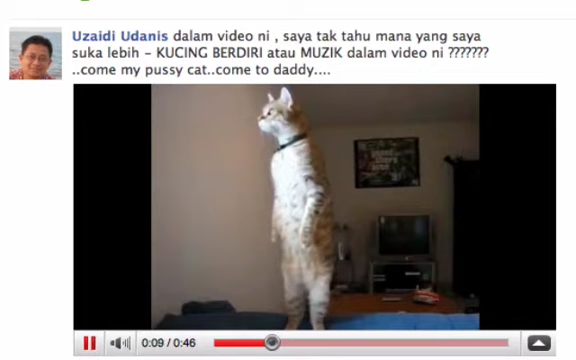 Uzaidi Udanis dalam video ni , saya tak tahu mana yang saya
suka lebih - KUCING BERDIRI atau MUZIK dalam video ni ???????
..come my pussy cat..come to daddy....
0:09 / 0:46